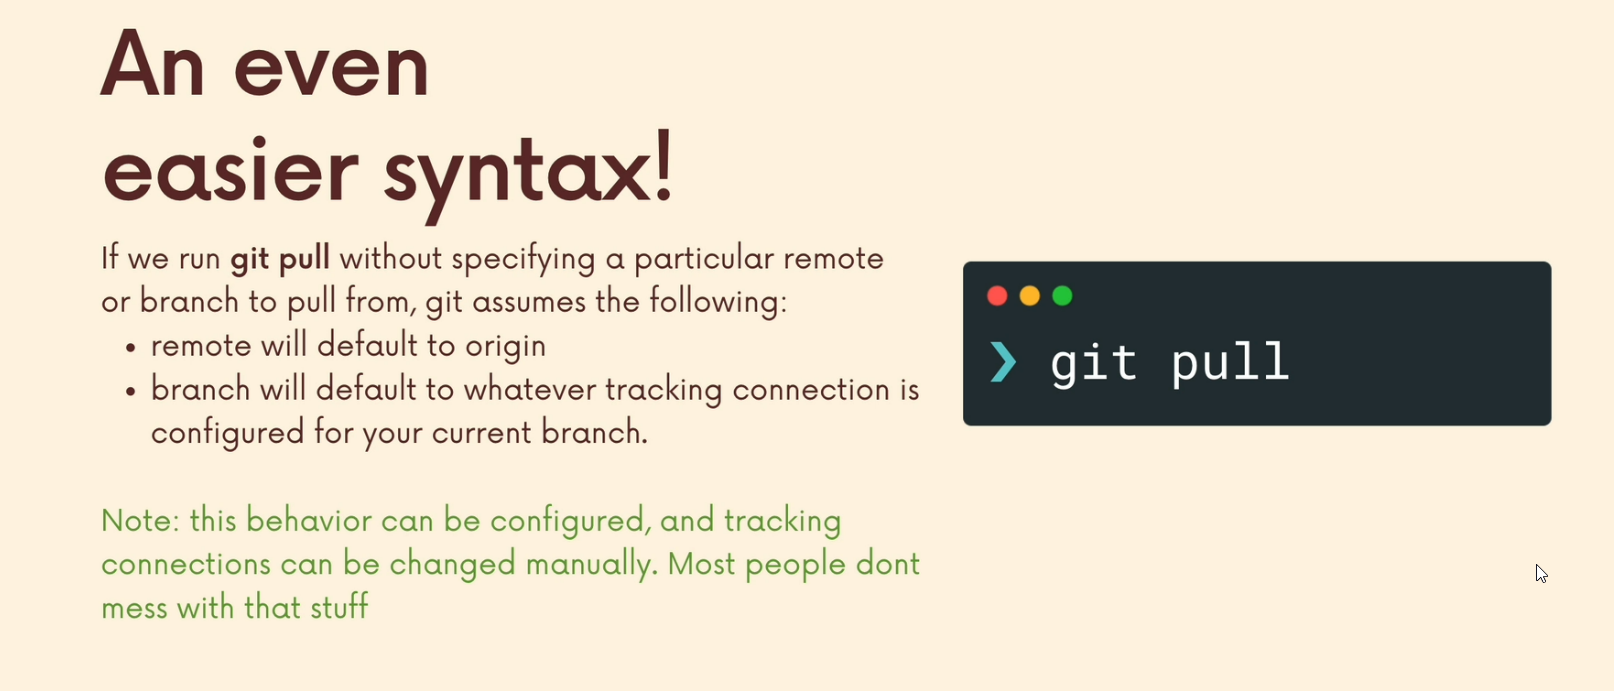 An even
easier syntax!
If we run git pull without specifying a particular remote
or branch to pull from, git assumes the following:
• remote will default to origin
• branch will default to whatever tracking connection is
configured for your current branch.
❯ git pull
Note: this behavior can be configured, and tracking
connections can be changed manually. Most people dont
mess with that stuff